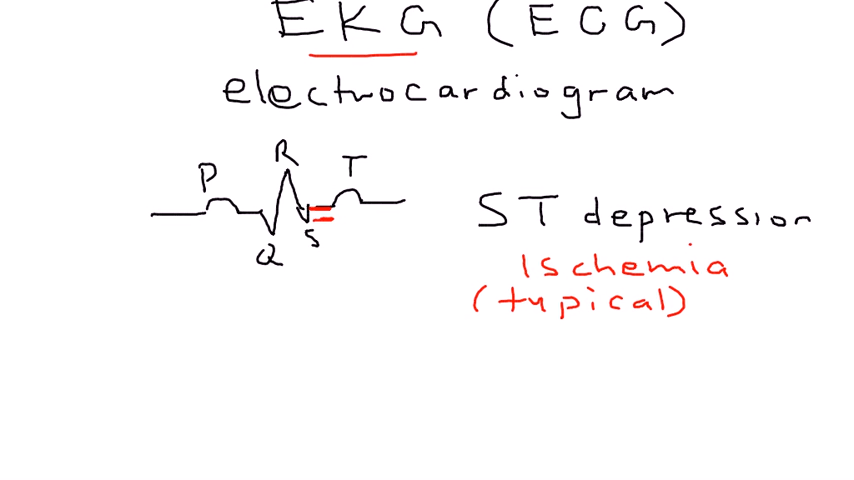 EKG (ECG)
electrocardiogram
P R T
Q S
ST depression
Ischemia
(typical)